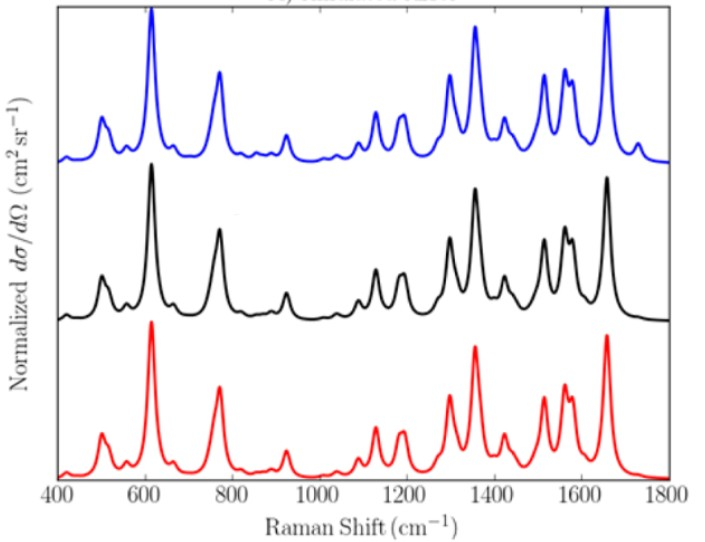 Normalized dσ/dΩ (cm² sr⁻¹)
400 600 800 1000 1200 1400 1600 1800
Raman Shift (cm⁻¹)